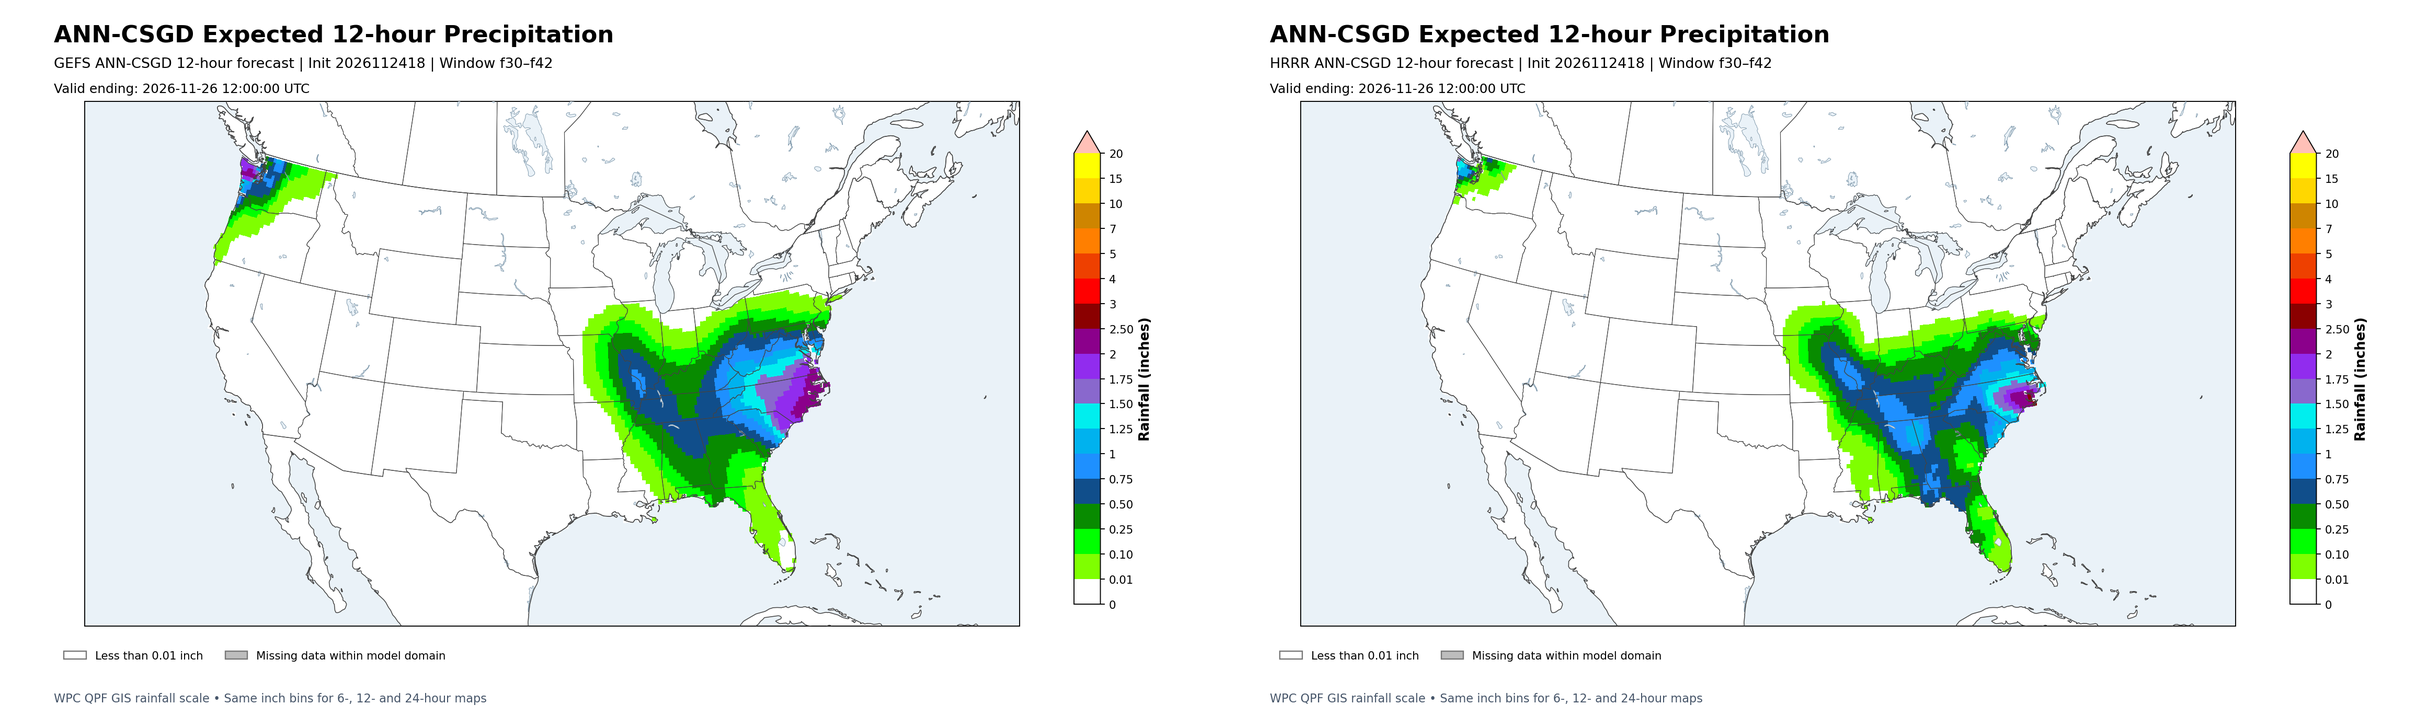 ANN-CSGD Expected 12-hour Precipitation
GEFS ANN-CSGD 12-hour forecast | Init 2026112418 | Window f30–f42
Valid ending: 2026-11-26 12:00:00 UTC
20
15
10
7
5
4
3
2.50
2
1.75
1.50
1.25
1
0.75
0.50
0.25
0.10
0.01
0
Rainfall (inches)
Less than 0.01 inch
Missing data within model domain
WPC QPF GIS rainfall scale • Same inch bins for 6-, 12- and 24-hour maps
ANN-CSGD Expected 12-hour Precipitation
HRRR ANN-CSGD 12-hour forecast | Init 2026112418 | Window f30–f42
Valid ending: 2026-11-26 12:00:00 UTC
20
15
10
7
5
4
3
2.50
2
1.75
1.50
1.25
1
0.75
0.50
0.25
0.10
0.01
0
Rainfall (inches)
Less than 0.01 inch
Missing data within model domain
WPC QPF GIS rainfall scale • Same inch bins for 6-, 12- and 24-hour maps